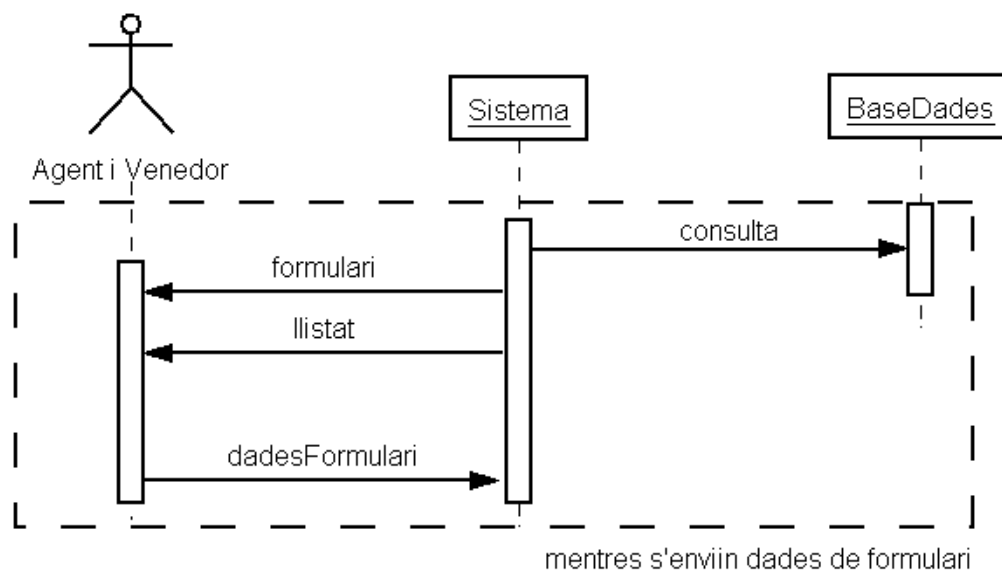 Sistema
BaseDades
Agent i Venedor
consulta
formulari
llistat
dadesFormulari
mentres s'enviin dades de formulari